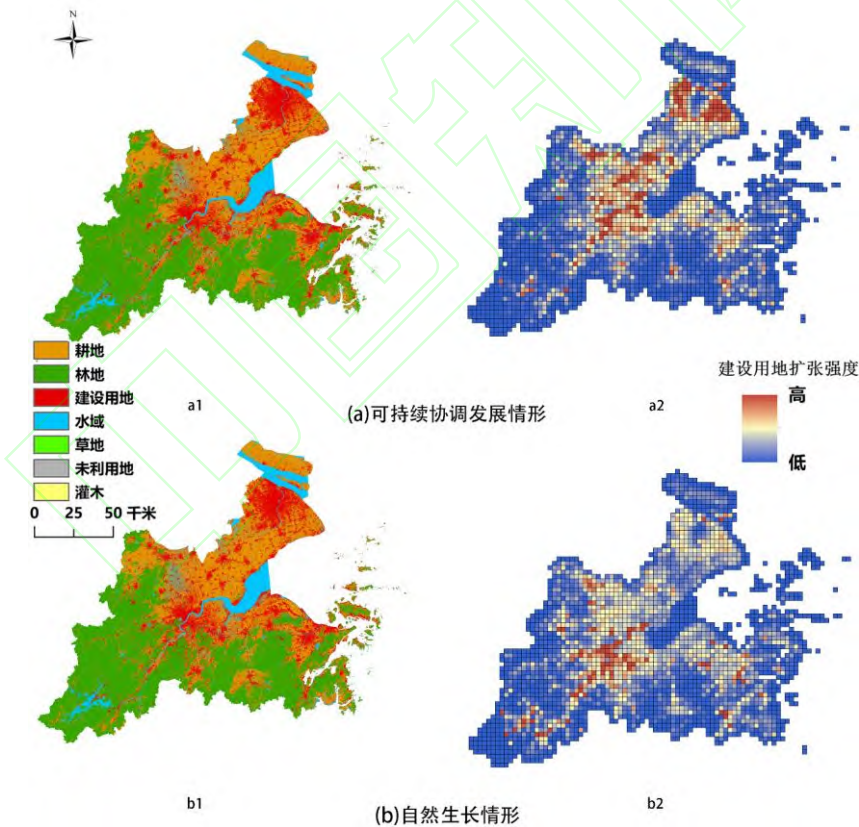 N
耕地
林地
建设用地
水域
草地
未利用地
灌木
0 25 50 千米
a1
a2
(a)可持续协调发展情形
建设用地扩张强度
高
低
b1
b2
(b)自然生长情形